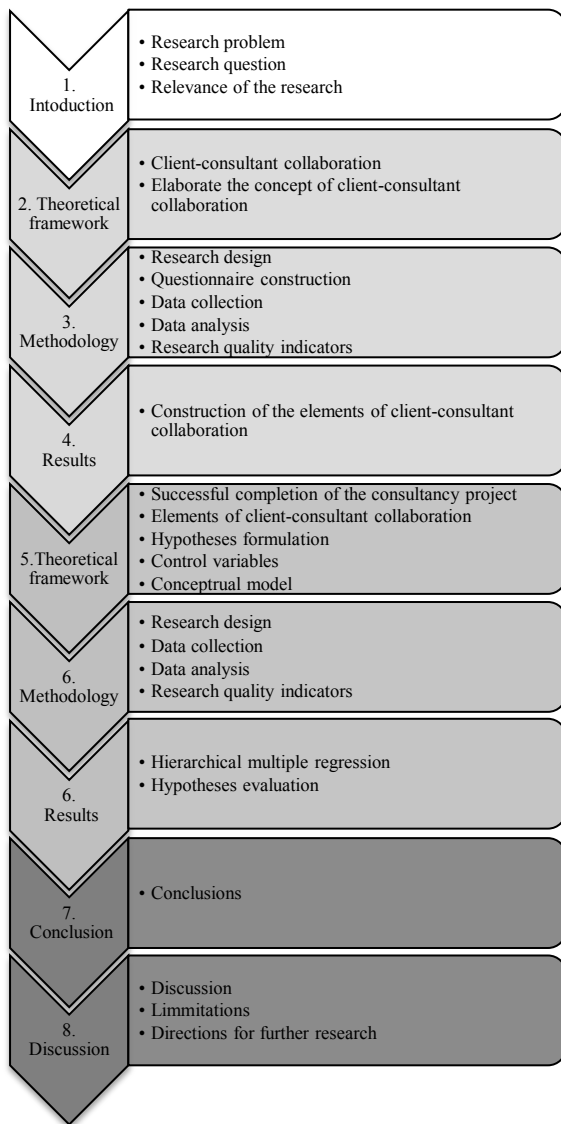 1.
Intoduction
• Research problem
• Research question
• Relevance of the research
2. Theoretical
framework
• Client-consultant collaboration
• Elaborate the concept of client-consultant
collaboration
3.
Methodology
• Research design
• Questionnaire construction
• Data collection
• Data analysis
• Research quality indicators
4.
Results
• Construction of the elements of client-consultant
collaboration
5.Theoretical
framework
• Successful completion of the consultancy project
• Elements of client-consultant collaboration
• Hypotheses formulation
• Control variables
• Conceptrual model
6.
Methodology
• Research design
• Data collection
• Data analysis
• Research quality indicators
6.
Results
• Hierarchical multiple regression
• Hypotheses evaluation
7.
Conclusion
• Conclusions
8.
Discussion
• Discussion
• Limmitations
• Directions for further research